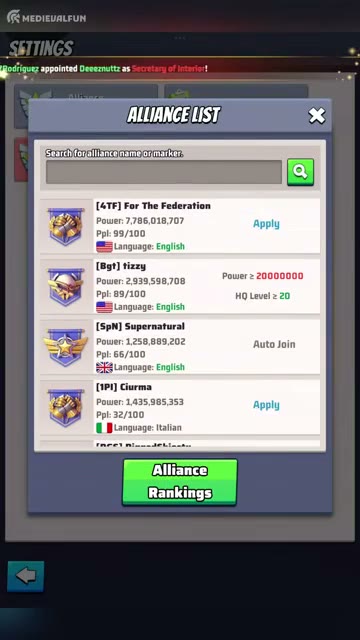 MEDIEVALFUN
SETTINGS
Rodriguez appointed Deeeznuttz as Secretary of Interior!
Alliance
ALLIANCE LIST
Search for alliance name or marker.
[4TF] For The Federation
Power: 7,786,018,707
Ppl: 99/100
Language: English
Apply
[Bgt] tizzy
Power: 2,939,598,708
Ppl: 89/100
Language: English
Power ≥ 20000000
HQ Level ≥ 20
[SpN] Supernatural
Power: 1,258,889,202
Ppl: 66/100
Language: English
Auto Join
[1PI] Ciurma
Power: 1,435,985,353
Ppl: 32/100
Language: Italian
Apply
Alliance
Rankings